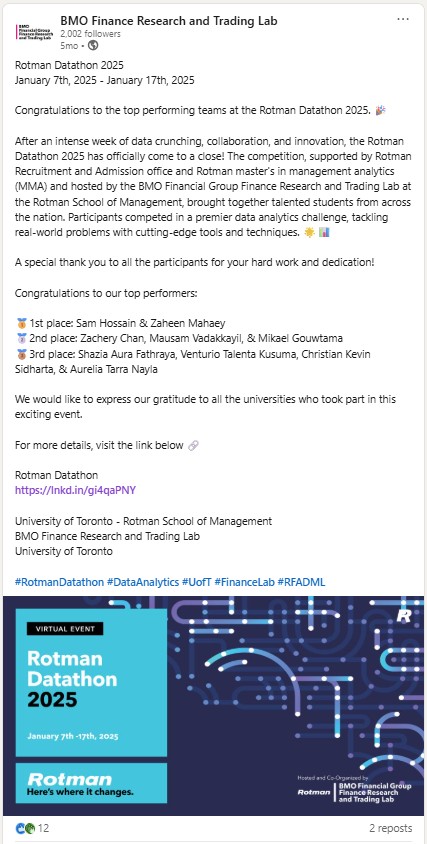 BMO Financial Group Finance Research and Trading Lab
BMO Finance Research and Trading Lab
2,002 followers
5mo •
Rotman Datathon 2025
January 7th, 2025 - January 17th, 2025
Congratulations to the top performing teams at the Rotman Datathon 2025. 🎉
After an intense week of data crunching, collaboration, and innovation, the Rotman
Datathon 2025 has officially come to a close! The competition, supported by Rotman
Recruitment and Admission office and Rotman master's in management analytics
(MMA) and hosted by the BMO Financial Group Finance Research and Trading Lab at
the Rotman School of Management, brought together talented students from across
the nation. Participants competed in a premier data analytics challenge, tackling
real-world problems with cutting-edge tools and techniques. 🌟 📊
A special thank you to all the participants for your hard work and dedication!
Congratulations to our top performers:
🥇1st place: Sam Hossain & Zaheen Mahaey
🥈2nd place: Zachery Chan, Mausam Vadakkayil, & Mikael Gouwtama
🥉3rd place: Shazia Aura Fathraya, Venturio Talenta Kusuma, Christian Kevin
Sidharta, & Aurelia Tarra Nayla
We would like to express our gratitude to all the universities who took part in this
exciting event.
For more details, visit the link below 🔗
Rotman Datathon
https://lnkd.in/gi4qaPNY
University of Toronto - Rotman School of Management
BMO Finance Research and Trading Lab
University of Toronto
#RotmanDatathon #DataAnalytics #UofT #FinanceLab #RFADML
VIRTUAL EVENT
Rotman
Datathon
2025
January 7th -17th, 2025
Rotman
Here's where it changes.
R
Hosted and Co-Organized by
Rotman
BMO Financial Group
Finance Research
and Trading Lab
12
2 reposts